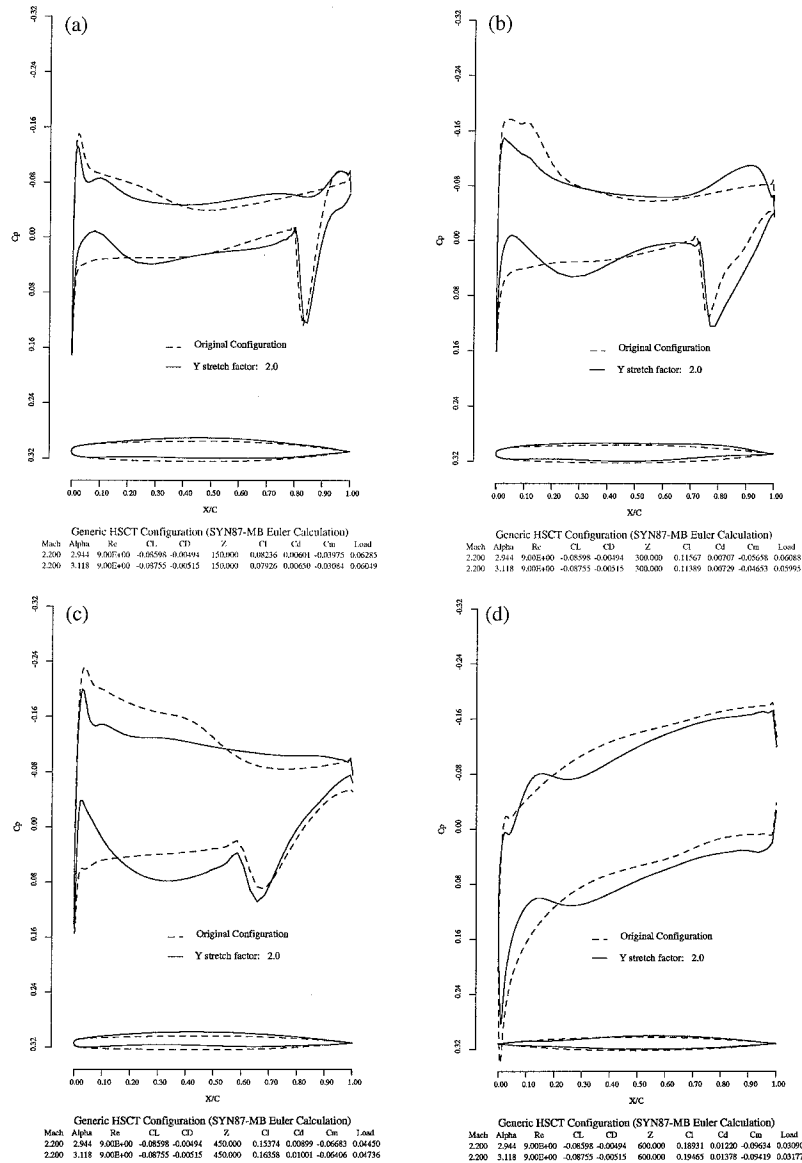 (a)
-0.32
-0.24
-0.16
-0.08
0.00
0.08
0.16
0.24
0.32
Cp
Original Configuration
Y stretch factor: 2.0
0.00 0.10 0.20 0.30 0.40 0.50 0.60 0.70 0.80 0.90 1.00
X/C
Generic HSCT Configuration (SYN87-MB Euler Calculation)
Mach Alpha Re CL CD Z Cl Cd Cm Load
2.200 2.944 9.00E+00 -0.08598 -0.00494 150.000 0.08236 0.00601 -0.03975 0.06285
2.200 3.118 9.00E+00 -0.08755 -0.00515 150.000 0.07926 0.00650 -0.03084 0.06049
(b)
-0.32
-0.24
-0.16
-0.08
0.00
0.08
0.16
0.24
0.32
Cp
Original Configuration
Y stretch factor: 2.0
0.00 0.10 0.20 0.30 0.40 0.50 0.60 0.70 0.80 0.90 1.00
X/C
Generic HSCT Configuration (SYN87-MB Euler Calculation)
Mach Alpha Re CL CD Z Cl Cd Cm Load
2.200 2.944 9.00E+00 -0.08598 -0.00494 300.000 0.11567 0.00707 -0.05658 0.06088
2.200 3.118 9.00E+00 -0.08755 -0.00515 300.000 0.11389 0.00729 -0.04653 0.05995
(c)
-0.32
-0.24
-0.16
-0.08
0.00
0.08
0.16
0.24
0.32
Cp
Original Configuration
Y stretch factor: 2.0
0.00 0.10 0.20 0.30 0.40 0.50 0.60 0.70 0.80 0.90 1.00
X/C
Generic HSCT Configuration (SYN87-MB Euler Calculation)
Mach Alpha Re CL CD Z Cl Cd Cm Load
2.200 2.944 9.00E+00 -0.08598 -0.00494 450.000 0.15374 0.00899 -0.06683 0.04450
2.200 3.118 9.00E+00 -0.08755 -0.00515 450.000 0.16358 0.01001 -0.06406 0.04736
(d)
-0.32
-0.24
-0.16
-0.08
0.00
0.08
0.16
0.24
0.32
Cp
Original Configuration
Y stretch factor: 2.0
0.00 0.10 0.20 0.30 0.40 0.50 0.60 0.70 0.80 0.90 1.00
X/C
Generic HSCT Configuration (SYN87-MB Euler Calculation)
Mach Alpha Re CL CD Z Cl Cd Cm Load
2.200 2.944 9.00E+00 -0.08598 -0.00494 600.000 0.18931 0.01220 -0.09634 0.03090
2.200 3.118 9.00E+00 -0.08755 -0.00515 600.000 0.19465 0.01378 -0.09419 0.03177